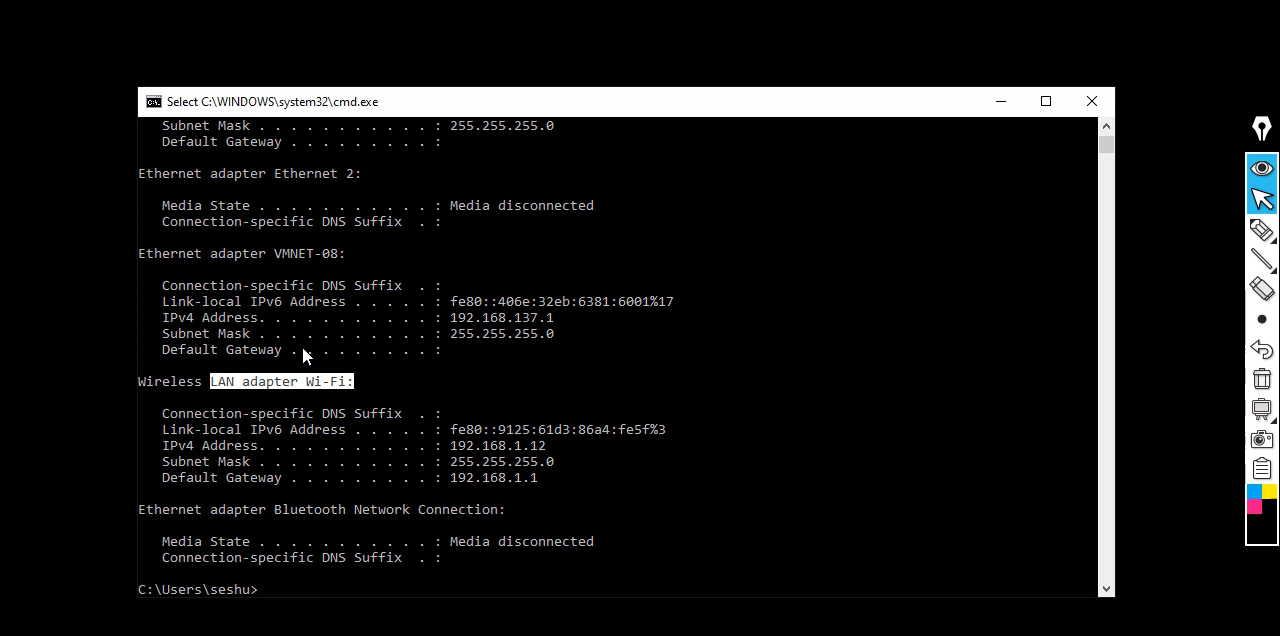 Select C:\WINDOWS\system32\cmd.exe
Subnet Mask . . . . . . . . . . . : 255.255.255.0
Default Gateway . . . . . . . . . :
Ethernet adapter Ethernet 2:
Media State . . . . . . . . . . . : Media disconnected
Connection-specific DNS Suffix  . :
Ethernet adapter VMNET-08:
Connection-specific DNS Suffix  . :
Link-local IPv6 Address . . . . . : fe80::406e:32eb:6381:6001%17
IPv4 Address. . . . . . . . . . . : 192.168.137.1
Subnet Mask . . . . . . . . . . . : 255.255.255.0
Default Gateway . . . . . . . . . :
Wireless LAN adapter Wi-Fi:
Connection-specific DNS Suffix  . :
Link-local IPv6 Address . . . . . : fe80::9125:61d3:86a4:fe5f%3
IPv4 Address. . . . . . . . . . . : 192.168.1.12
Subnet Mask . . . . . . . . . . . : 255.255.255.0
Default Gateway . . . . . . . . . : 192.168.1.1
Ethernet adapter Bluetooth Network Connection:
Media State . . . . . . . . . . . : Media disconnected
Connection-specific DNS Suffix  . :
C:\Users\seshu>